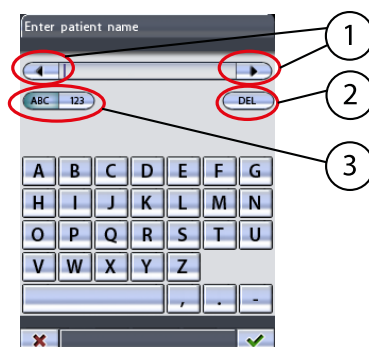 Enter patient name
1
ABC 123 DEL
2
3
A B C D E F G
H I J K L M N
O P Q R S T U
V W X Y Z
, . -